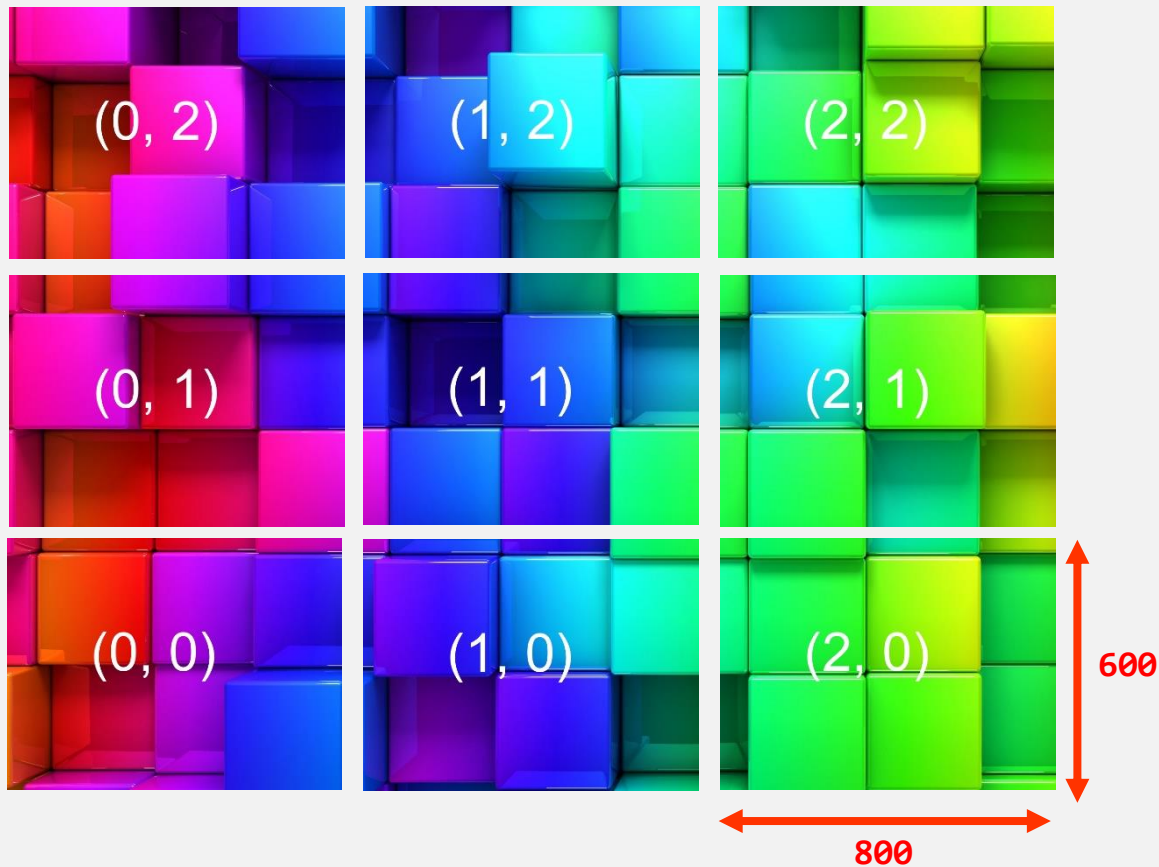 (0, 2) (1, 2) (2, 2)
(0, 1) (1, 1) (2, 1)
(0, 0) (1, 0) (2, 0)
600
800